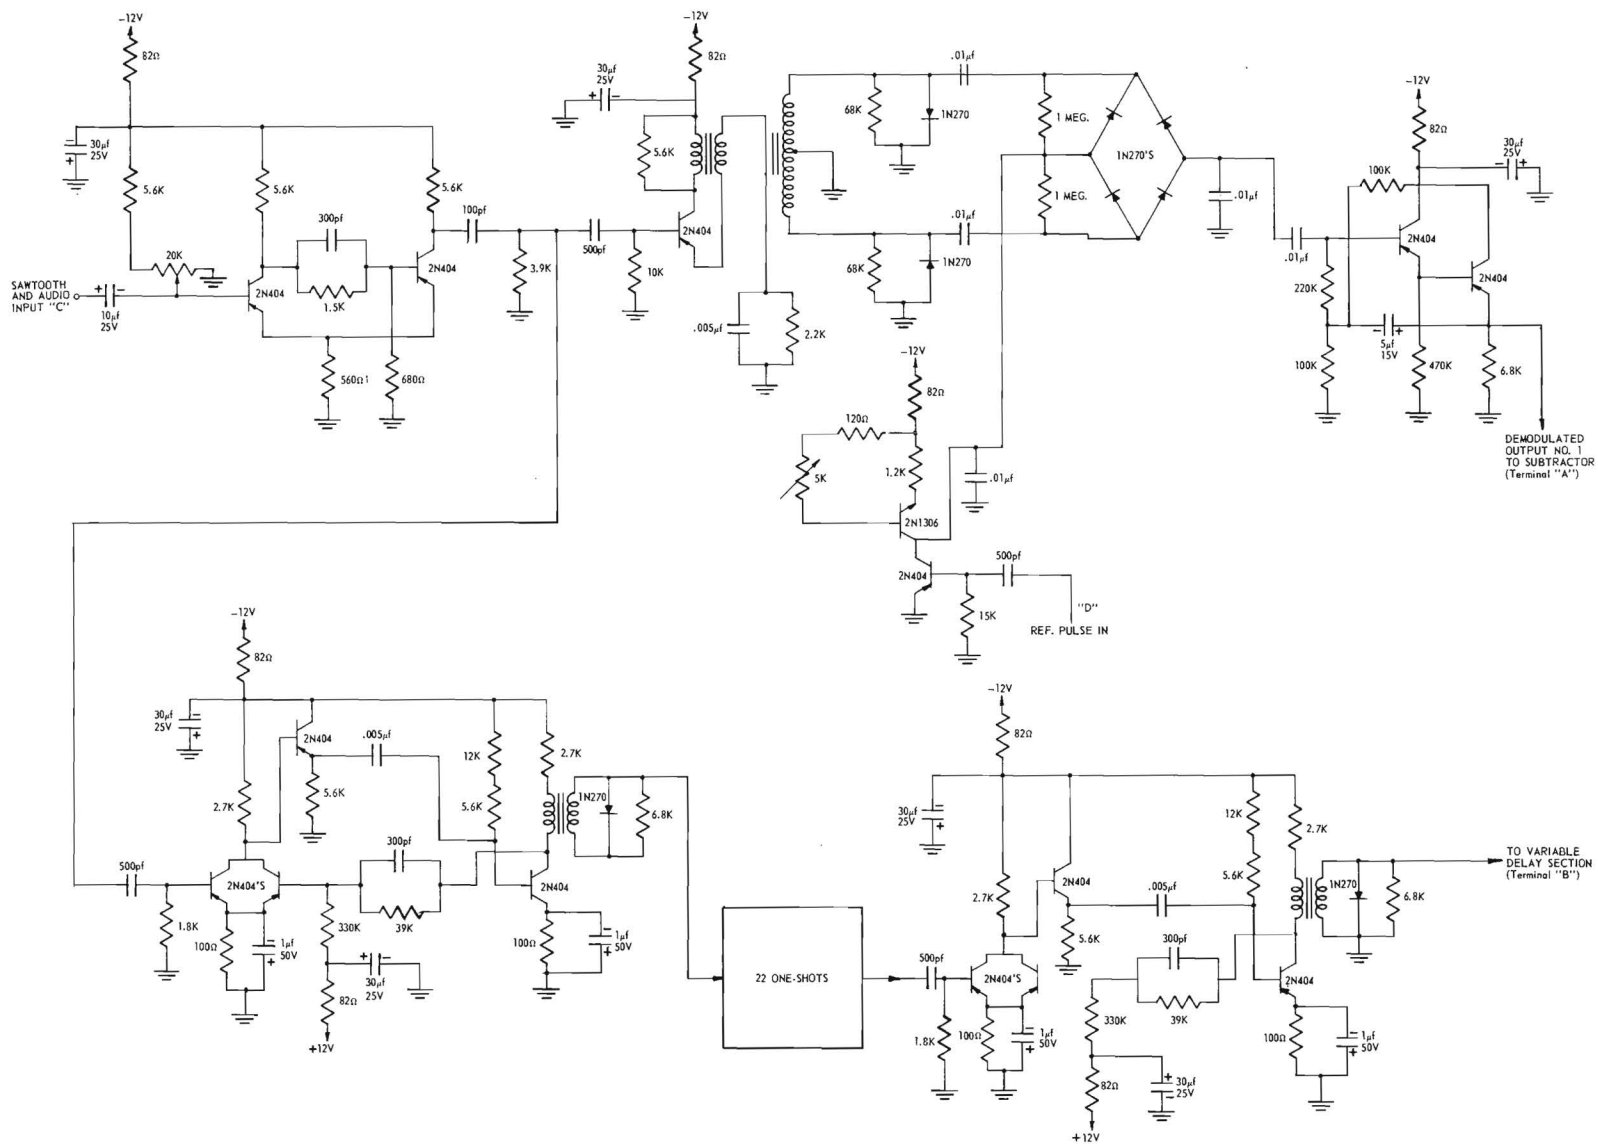 -12V
82Ω
30µf
25V
5.6K
5.6K
5.6K
300pf
20K
2N404
1.5K
2N404
SAWTOOTH
AND AUDIO
INPUT "C"
10µf
25V
560Ω
680Ω
100pf
3.9K
500pf
10K
-12V
82Ω
30µf
25V
5.6K
2N404
.005µf
2.2K
.01µf
68K
1N270
1 MEG.
1N270'S
1 MEG.
.01µf
68K
1N270
.01µf
.01µf
-12V
82Ω
30µf
25V
100K
2N404
2N404
220K
5µf
15V
100K
470K
6.8K
DEMODULATED
OUTPUT NO. 1
TO SUBTRACTOR
(Terminal "A")
-12V
82Ω
120Ω
5K
1.2K
.01µf
2N1306
2N404
500pf
15K
"D"
REF. PULSE IN
-12V
82Ω
30µf
25V
2N404
.005µf
12K
2.7K
5.6K
2.7K
5.6K
1N270
6.8K
500pf
2N404'S
300pf
2N404
1.8K
100Ω
1µf
50V
330K
39K
100Ω
1µf
50V
30µf
25V
82Ω
+12V
22 ONE-SHOTS
-12V
82Ω
30µf
25V
2.7K
2N404
.005µf
12K
2.7K
5.6K
1N270
6.8K
TO VARIABLE
DELAY SECTION
(Terminal "B")
500pf
2N404'S
5.6K
300pf
2N404
1.8K
100Ω
1µf
50V
330K
39K
100Ω
1µf
50V
82Ω
30µf
25V
+12V